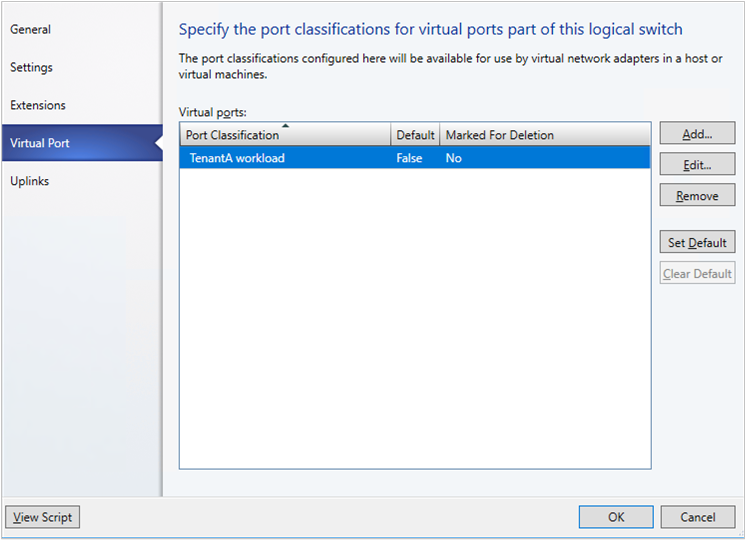 General
Settings
Extensions
Virtual Port
Uplinks
Specify the port classifications for virtual ports part of this logical switch
The port classifications configured here will be available for use by virtual network adapters in a host or
virtual machines.
Virtual ports:
Port Classification Default Marked For Deletion
TenantA workload False No
Add...
Edit...
Remove
Set Default
Clear Default
View Script
OK
Cancel